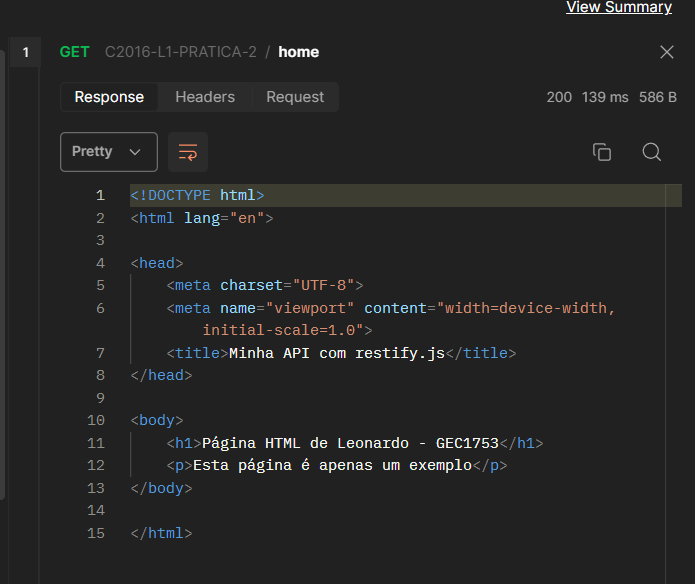 View Summary
1 GET C2016-L1-PRATICA-2 / home
Response Headers Request 200 139 ms 586 B
Pretty
1 <!DOCTYPE html>
2 <html lang="en">
3
4 <head>
5 <meta charset="UTF-8">
6 <meta name="viewport" content="width=device-width,
initial-scale=1.0">
7 <title>Minha API com restify.js</title>
8 </head>
9
10 <body>
11 <h1>Página HTML de Leonardo - GEC1753</h1>
12 <p>Esta página é apenas um exemplo</p>
13 </body>
14
15 </html>